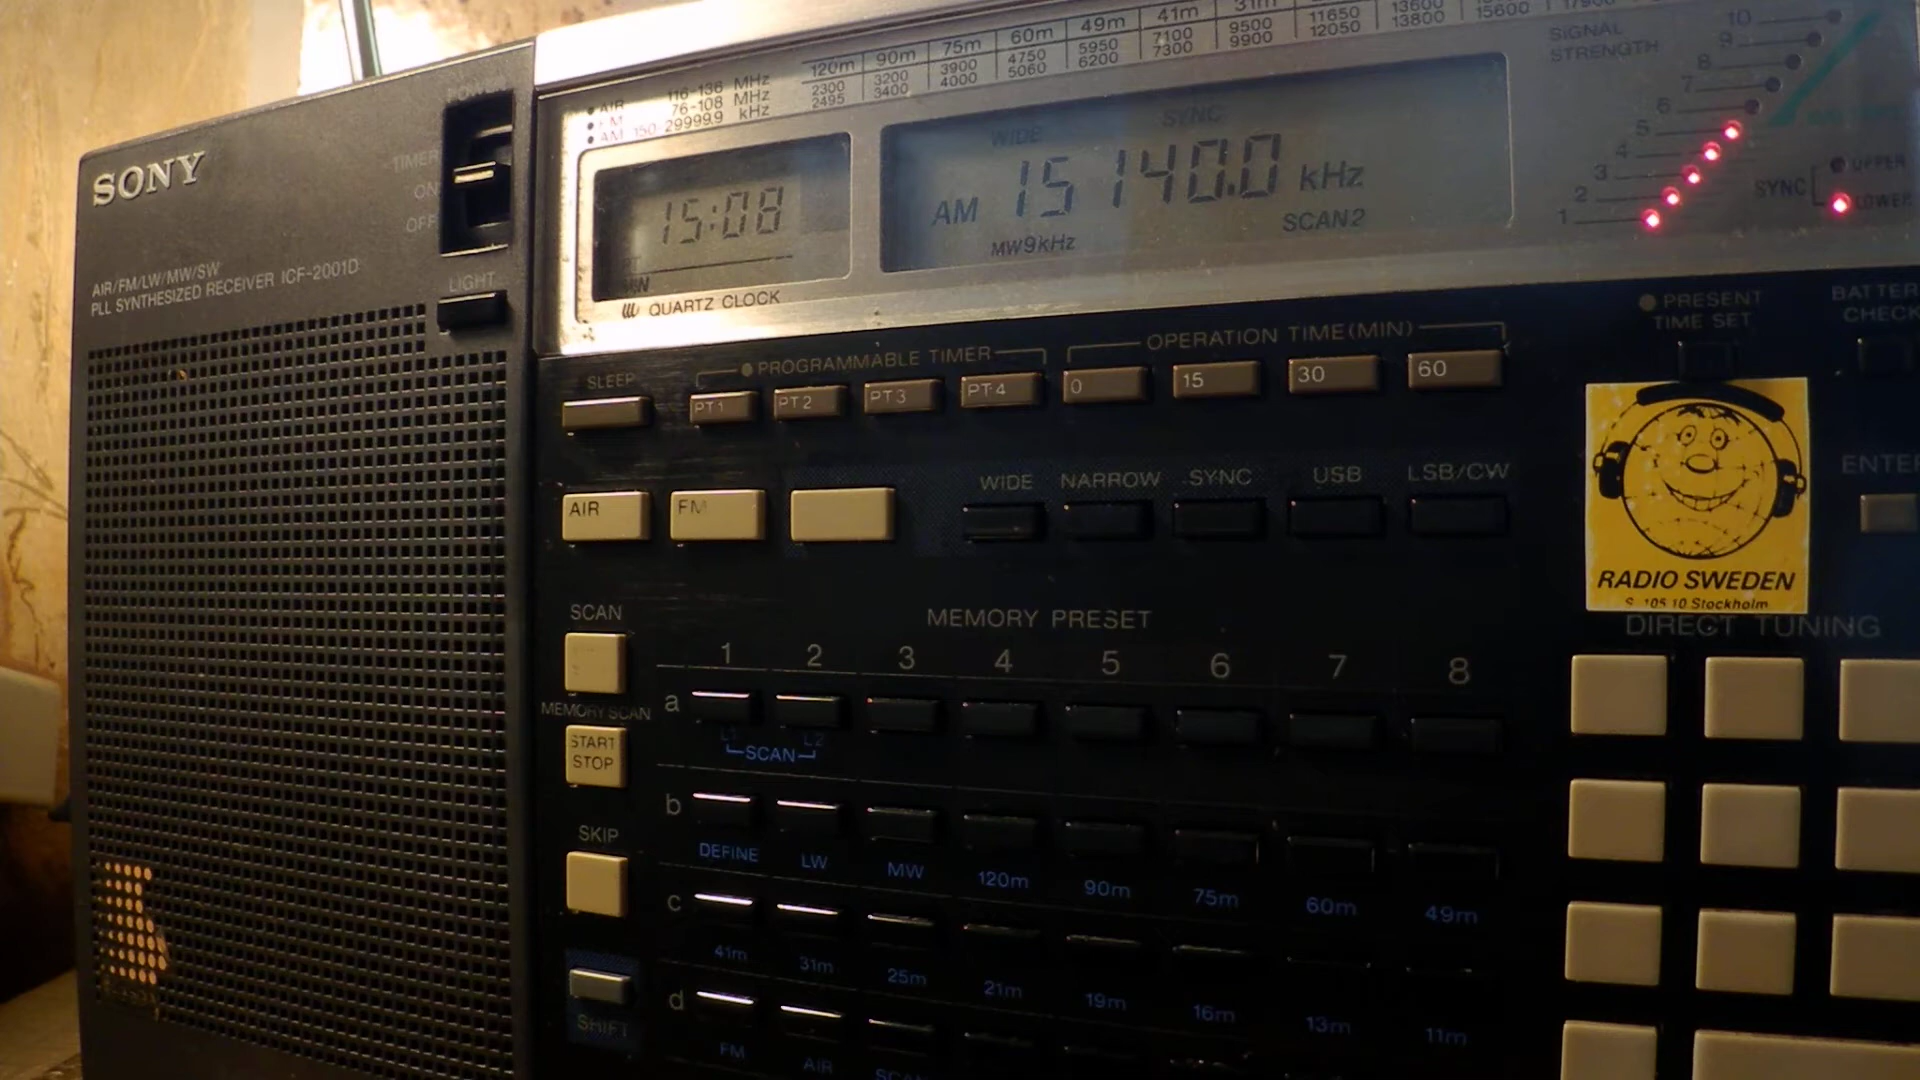 SONY
AIR/FM/LW/MW/SW
PLL SYNTHESIZED RECEIVER ICF-2001D
TIMER
ON
OFF
LIGHT
AIR 116-136 MHz
FM 76-108 MHz
AM 150-29999.9 kHz
120m 90m 75m 60m 49m 41m 31m
2300 3200 3900 4750 5950 7100 9500 11650 13600
2495 3400 4000 5060 6200 7300 9900 12050 13800 15600
15:08
QUARTZ CLOCK
WIDE SYNC
AM 15140.0 kHz
MW9kHz SCAN2
SIGNAL
STRENGTH
10
9
8
7
6
5
4
3
2
1
SYNC UPPER
LOWER
SLEEP
PROGRAMMABLE TIMER
PT1 PT2 PT3 PT4
OPERATION TIME(MIN)
0 15 30 60
PRESENT
TIME SET
CHECK
AIR FM
WIDE NARROW SYNC USB LSB/CW
ENTER
RADIO SWEDEN
S-105 10 Stockholm
DIRECT TUNING
SCAN
MEMORY SCAN
START
STOP
SKIP
SHIFT
MEMORY PRESET
1 2 3 4 5 6 7 8
a
L1 SCAN L2
b
DEFINE LW MW 120m 90m 75m 60m 49m
c
41m 31m 25m 21m 19m 16m 13m 11m
d
FM AIR SCAN